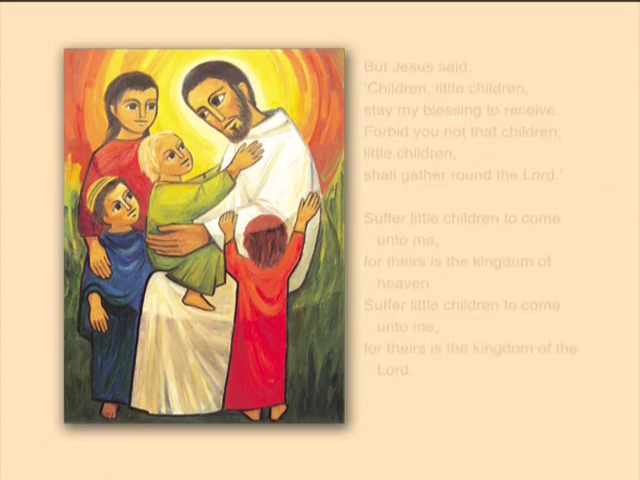 But Jesus said:
‘Children, little children,
stay my blessing to receive.
Forbid you not that children,
little children,
shall gather round the Lord.’
Suffer little children to come
unto me,
for theirs is the kingdom of
heaven.
Suffer little children to come
unto me,
for theirs is the kingdom of the
Lord.